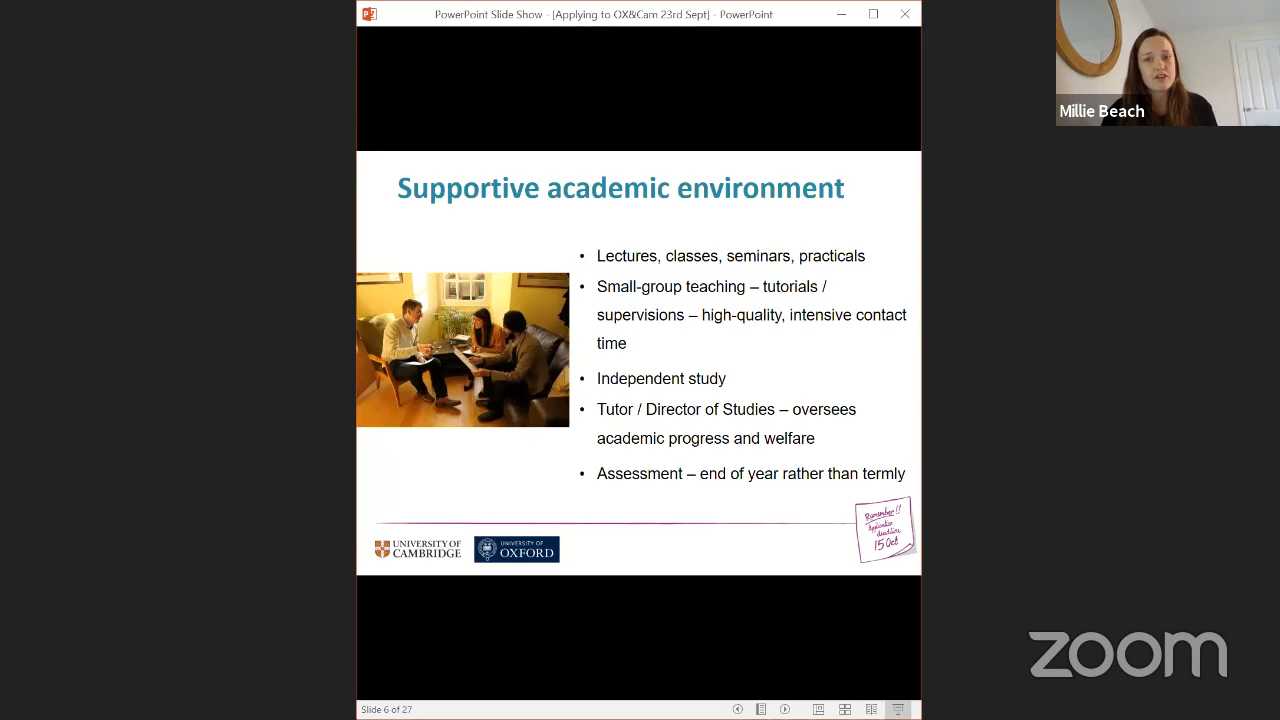 PowerPoint Slide Show - [Applying to OX&Cam 23rd Sept] - PowerPoint
Millie Beach
Supportive academic environment
• Lectures, classes, seminars, practicals
• Small-group teaching – tutorials /
supervisions – high-quality, intensive contact
time
• Independent study
• Tutor / Director of Studies – oversees
academic progress and welfare
• Assessment – end of year rather than termly
Remember!!
Application
deadline
15 Oct
UNIVERSITY OF
CAMBRIDGE
UNIVERSITY OF
OXFORD
zoom
Slide 6 of 27